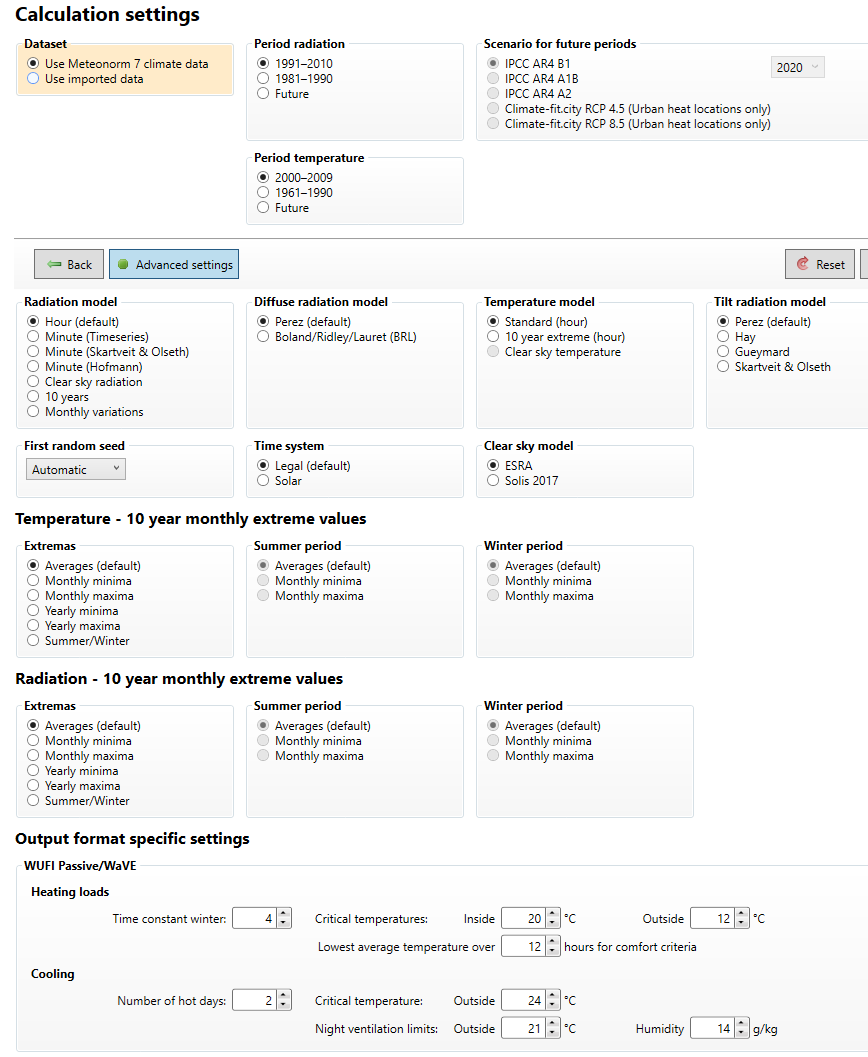 Calculation settings
Dataset
Use Meteonorm 7 climate data
Use imported data
Period radiation
1991–2010
1981–1990
Future
Scenario for future periods
IPCC AR4 B1
IPCC AR4 A1B
IPCC AR4 A2
Climate-fit.city RCP 4.5 (Urban heat locations only)
Climate-fit.city RCP 8.5 (Urban heat locations only)
2020
Period temperature
2000–2009
1961–1990
Future
Back
Advanced settings
Reset
Radiation model
Hour (default)
Minute (Timeseries)
Minute (Skartveit & Olseth)
Minute (Hofmann)
Clear sky radiation
10 years
Monthly variations
Diffuse radiation model
Perez (default)
Boland/Ridley/Lauret (BRL)
Temperature model
Standard (hour)
10 year extreme (hour)
Clear sky temperature
Tilt radiation model
Perez (default)
Hay
Gueymard
Skartveit & Olseth
First random seed
Automatic
Time system
Legal (default)
Solar
Clear sky model
ESRA
Solis 2017
Temperature - 10 year monthly extreme values
Extremas
Averages (default)
Monthly minima
Monthly maxima
Yearly minima
Yearly maxima
Summer/Winter
Summer period
Averages (default)
Monthly minima
Monthly maxima
Winter period
Averages (default)
Monthly minima
Monthly maxima
Radiation - 10 year monthly extreme values
Extremas
Averages (default)
Monthly minima
Monthly maxima
Yearly minima
Yearly maxima
Summer/Winter
Summer period
Averages (default)
Monthly minima
Monthly maxima
Winter period
Averages (default)
Monthly minima
Monthly maxima
Output format specific settings
WUFI Passive/WaVE
Heating loads
Time constant winter: 4 Critical temperatures: Inside 20 °C Outside 12 °C
Lowest average temperature over 12 hours for comfort criteria
Cooling
Number of hot days: 2 Critical temperature: Outside 24 °C
Night ventilation limits: Outside 21 °C Humidity 14 g/kg